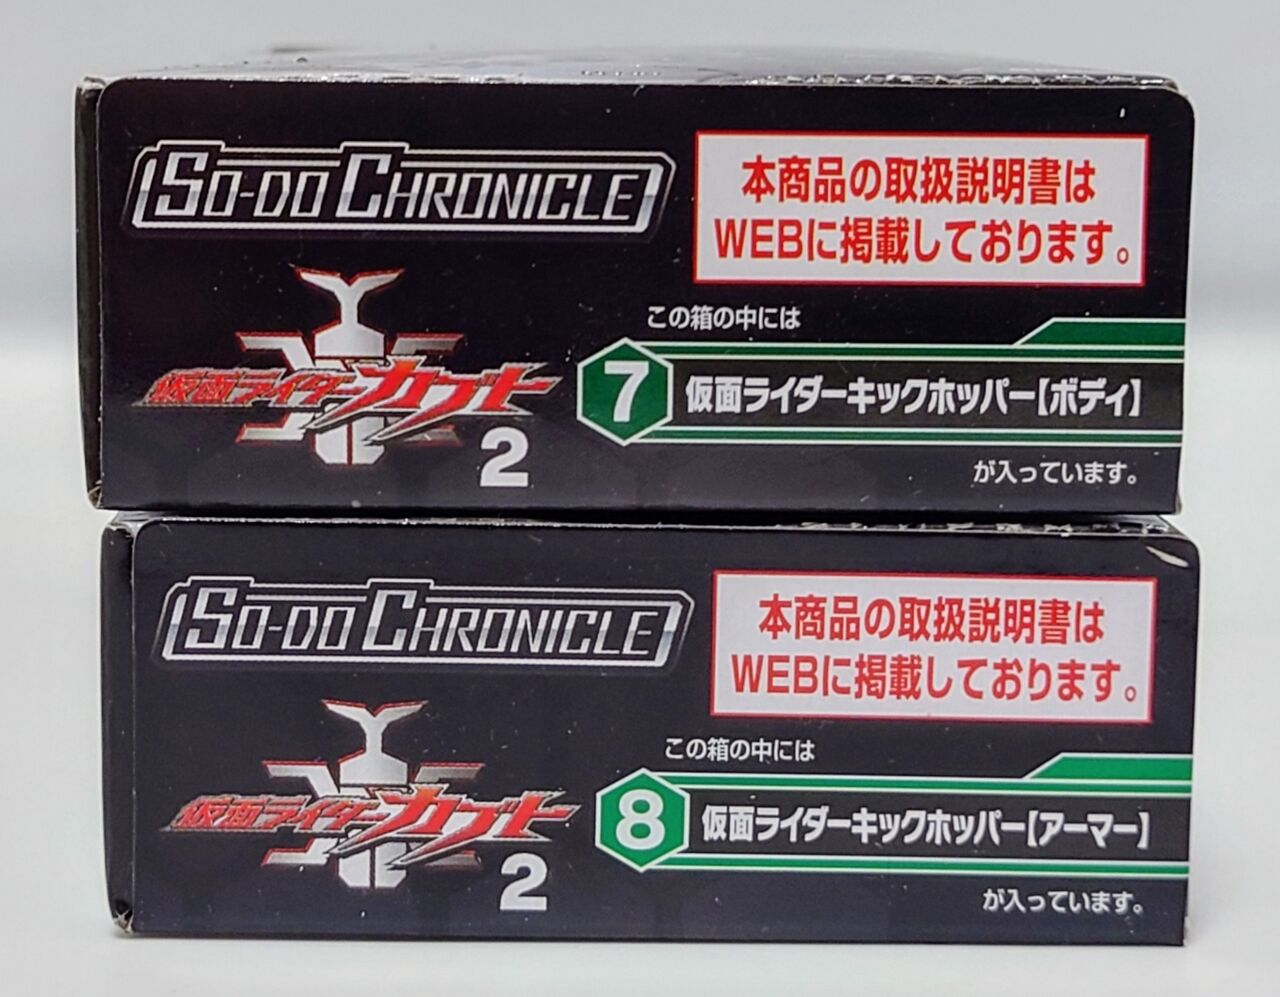 SO-DO CHRONICLE
本商品の取扱説明書は
WEBに掲載しております。
仮面ライダーカブト
2
この箱の中には
7 仮面ライダーキックホッパー【ボディ】
が入っています。
SO-DO CHRONICLE
本商品の取扱説明書は
WEBに掲載しております。
仮面ライダーカブト
2
この箱の中には
8 仮面ライダーキックホッパー【アーマー】
が入っています。